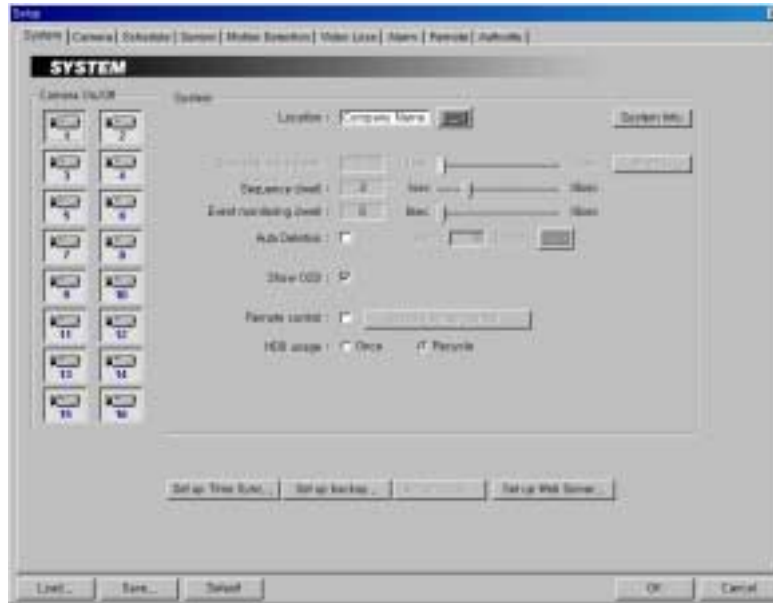 Setup
System | Camera | Schedule | Sensor | Motion Detection | Video Loss | Alarm | Remote | Authority |
SYSTEM
Camera On/Off
System
Location : Company Name
System Info
1 2
3 4
Sequence dwell :
5 6
Event monitoring dwell :
7 8
Auto Deletion :
9 10
Show OSD :
11 12
Remote control :
HDD usage : Once Recycle
13 14
15 16
Set up Time Sync... Set up backup... Set up Web Server...
Load... Save... Default OK Cancel